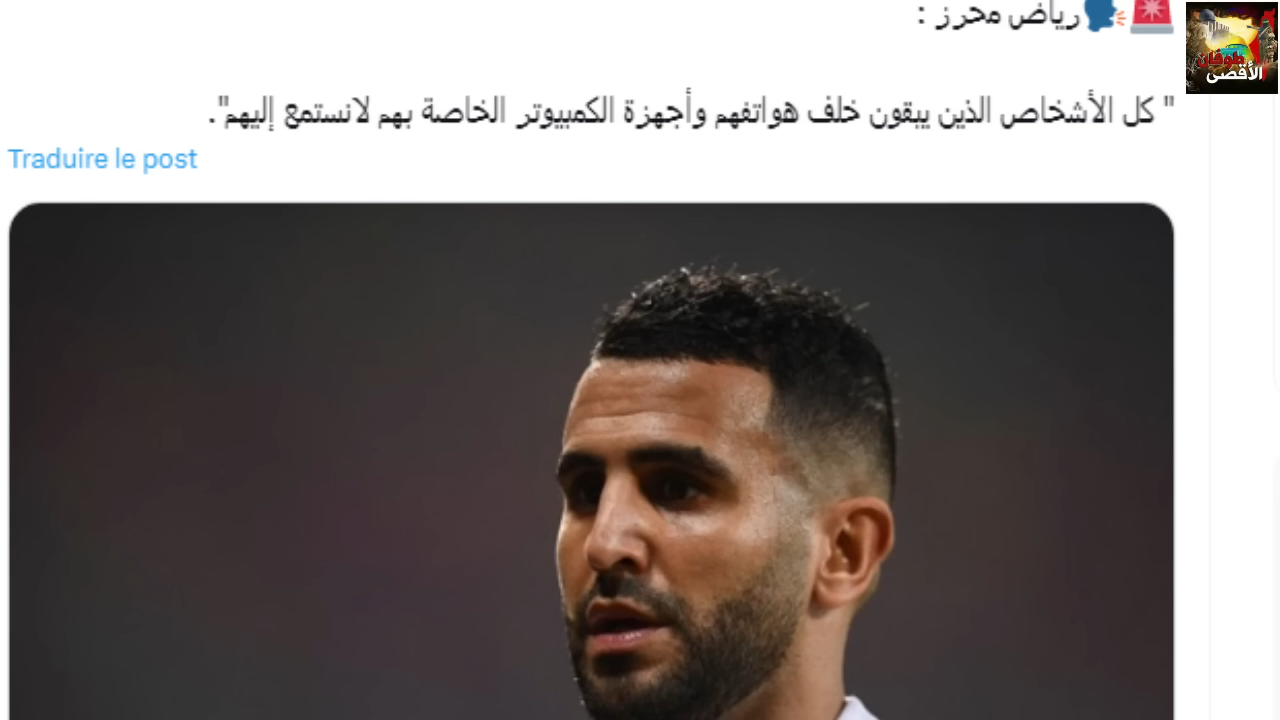 🚨🗣️رياض محرز :
" كل الأشخاص الذين يبقون خلف هواتفهم وأجهزة الكمبيوتر الخاصة بهم لانستمع إليهم".
Traduire le post
طوفان
الأقصى